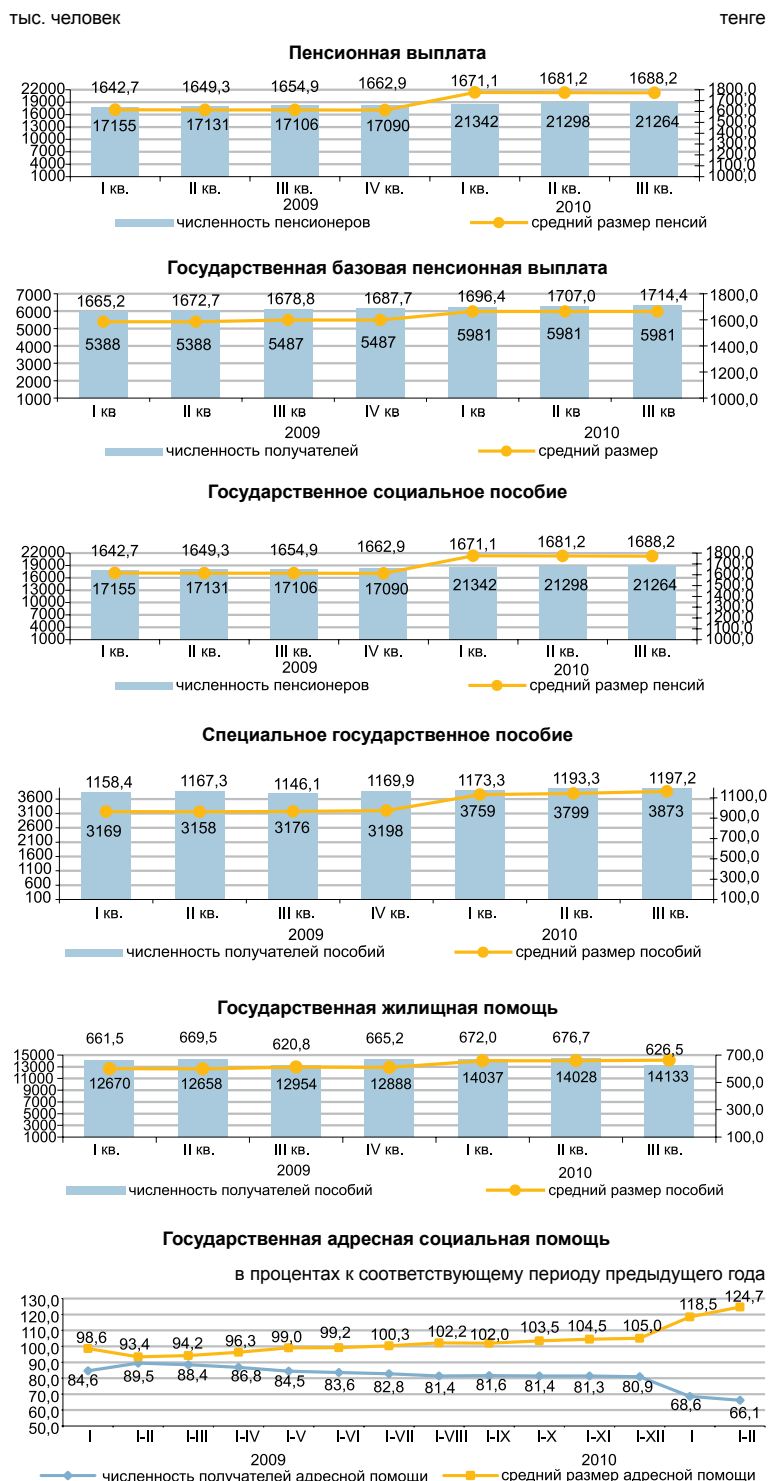 тыс. человек тенге
Пенсионная выплата
1642,7 1649,3 1654,9 1662,9 1671,1 1681,2 1688,2
22000 19000 16000 13000 10000 7000 4000 1000
1800,0 1700,0 1600,0 1500,0 1400,0 1300,0 1200,0 1100,0 1000,0
17155 17131 17106 17090 21342 21298 21264
I кв. II кв. III кв. IV кв. I кв. II кв. III кв.
2009 2010
численность пенсионеров средний размер пенсий
Государственная базовая пенсионная выплата
1665,2 1672,7 1678,8 1687,7 1696,4 1707,0 1714,4
7000 6000 5000 4000 3000 2000 1000
1800,0 1600,0 1400,0 1200,0 1000,0
5388 5388 5487 5487 5981 5981 5981
I кв II кв III кв IV кв I кв II кв III кв
2009 2010
численность получателей средний размер
Государственное социальное пособие
1642,7 1649,3 1654,9 1662,9 1671,1 1681,2 1688,2
22000 19000 16000 13000 10000 7000 4000 1000
1800,0 1700,0 1600,0 1500,0 1400,0 1300,0 1200,0 1100,0 1000,0
17155 17131 17106 17090 21342 21298 21264
I кв. II кв. III кв. IV кв. I кв. II кв. III кв.
2009 2010
численность пенсионеров средний размер пенсий
Специальное государственное пособие
1158,4 1167,3 1146,1 1169,9 1173,3 1193,3 1197,2
3600 3100 2600 2100 1600 1100 600 100
1100,0 900,0 700,0 500,0 300,0 100,0
3169 3158 3176 3198 3759 3799 3873
I кв. II кв. III кв. IV кв. I кв. II кв. III кв.
2009 2010
численность получателей пособий средний размер пособий
Государственная жилищная помощь
661,5 669,5 620,8 665,2 672,0 676,7 626,5
15000 13000 11000 9000 7000 5000 3000 1000
700,0 500,0 300,0 100,0
12670 12658 12954 12888 14037 14028 14133
I кв. II кв. III кв. IV кв. I кв. II кв. III кв.
2009 2010
численность получателей пособий средний размер пособий
Государственная адресная социальная помощь
в процентах к соответствующему периоду предыдущего года
130,0 120,0 110,0 100,0 90,0 80,0 70,0 60,0 50,0
98,6 93,4 94,2 96,3 99,0 99,2 100,3 102,2 102,0 103,5 104,5 105,0 118,5 124,7
84,6 89,5 88,4 86,8 84,5 83,6 82,8 81,4 81,6 81,4 81,3 80,9 68,6 66,1
I I-II I-III I-IV I-V I-VI I-VII I-VIII I-IX I-X I-XI I-XII I I-II
2009 2010
численность получателей адресной помощи средний размер адресной помощи